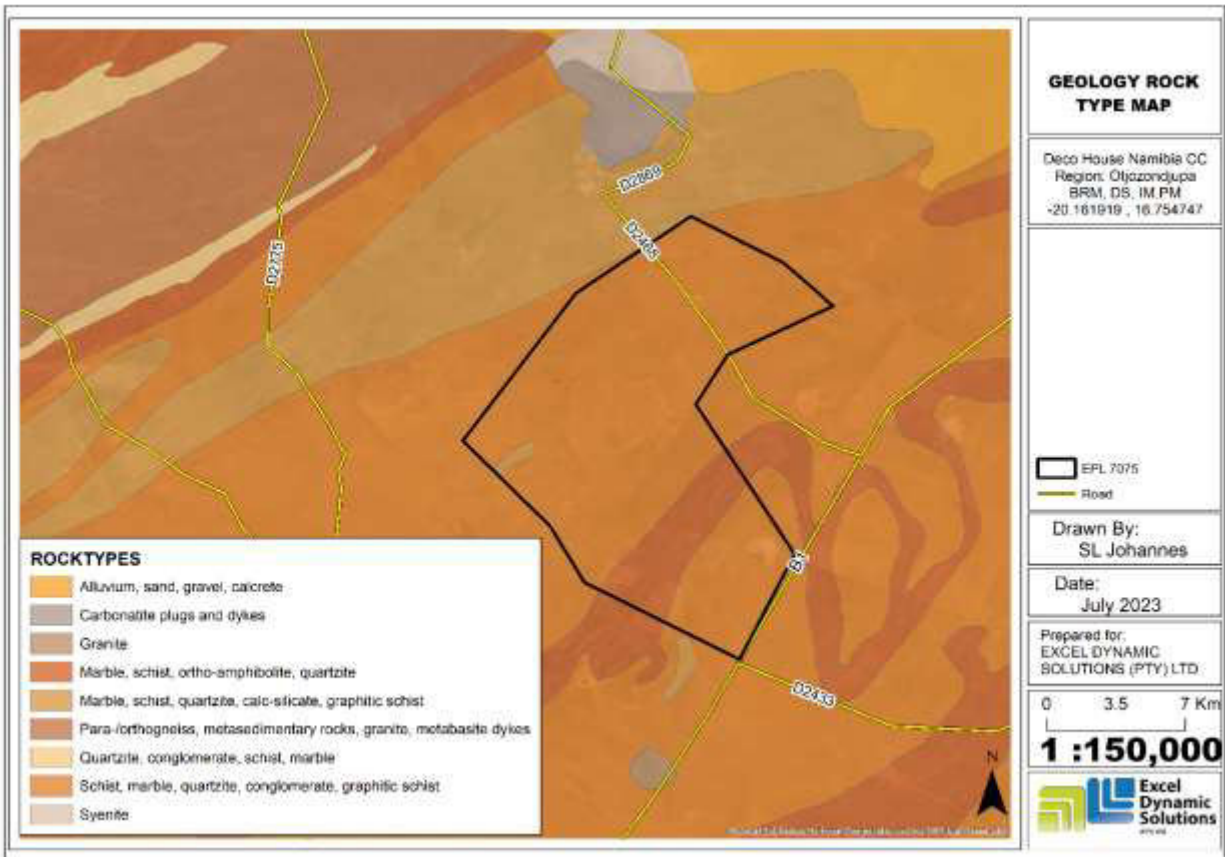 GEOLOGY ROCK
TYPE MAP
Deco House Namibia CC
Region: Otjozondjupa
BRM, DS, IM,PM
-20.161919 , 16.754747
EPL 7075
Road
Drawn By:
SL Johannes
Date:
July 2023
Prepared for:
EXCEL DYNAMIC
SOLUTIONS (PTY) LTD
0 3.5 7 Km
1 :150,000
Excel
Dynamic
Solutions
D2869
D2468
D2775
B1
D2433
N
ROCKTYPES
Alluvium, sand, gravel, calcrete
Carbonatite plugs and dykes
Granite
Marble, schist, ortho-amphibolite, quartzite
Marble, schist, quartzite, calc-silicate, graphitic schist
Para-/orthogneiss, metasedimentary rocks, granite, metabasite dykes
Quartzite, conglomerate, schist, marble
Schist, marble, quartzite, conglomerate, graphitic schist
Syenite